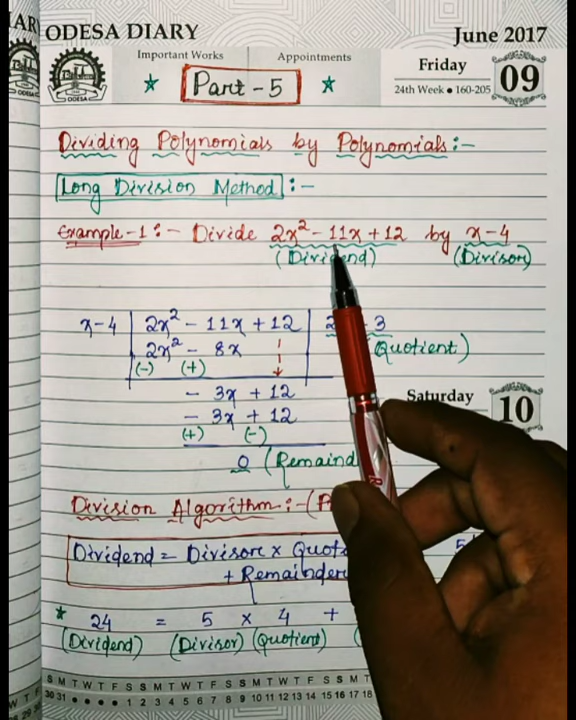 ODESA DIARY
June 2017
Important Works Appointments
Friday 09
24th Week ● 160-205
Part - 5
ODESA
Dividing Polynomials by Polynomials :-
Long Division Method :-
Example-1 :- Divide 2x² - 11x + 12 by x-4
(Dividend) (Divisor)
x-4 2x² - 11x + 12 - 3
2x² - 8x (Quotient)
(-) (+)
Saturday 10
- 3x + 12
- 3x + 12
(+) (-)
0 (Remaind
Division Algorithm :-
Dividend = Divisor x Quot
+ Remainder
* 24 = 5 x 4 +
(Dividend) (Divisor) (Quotient)
S M T W T F S S M T W T F S S M T W T F S S M T W T F S S M T W
30 31 ● ● ● ● 1 2 3 4 5 6 7 8 9 10 11 12 13 14 15 16 17 18